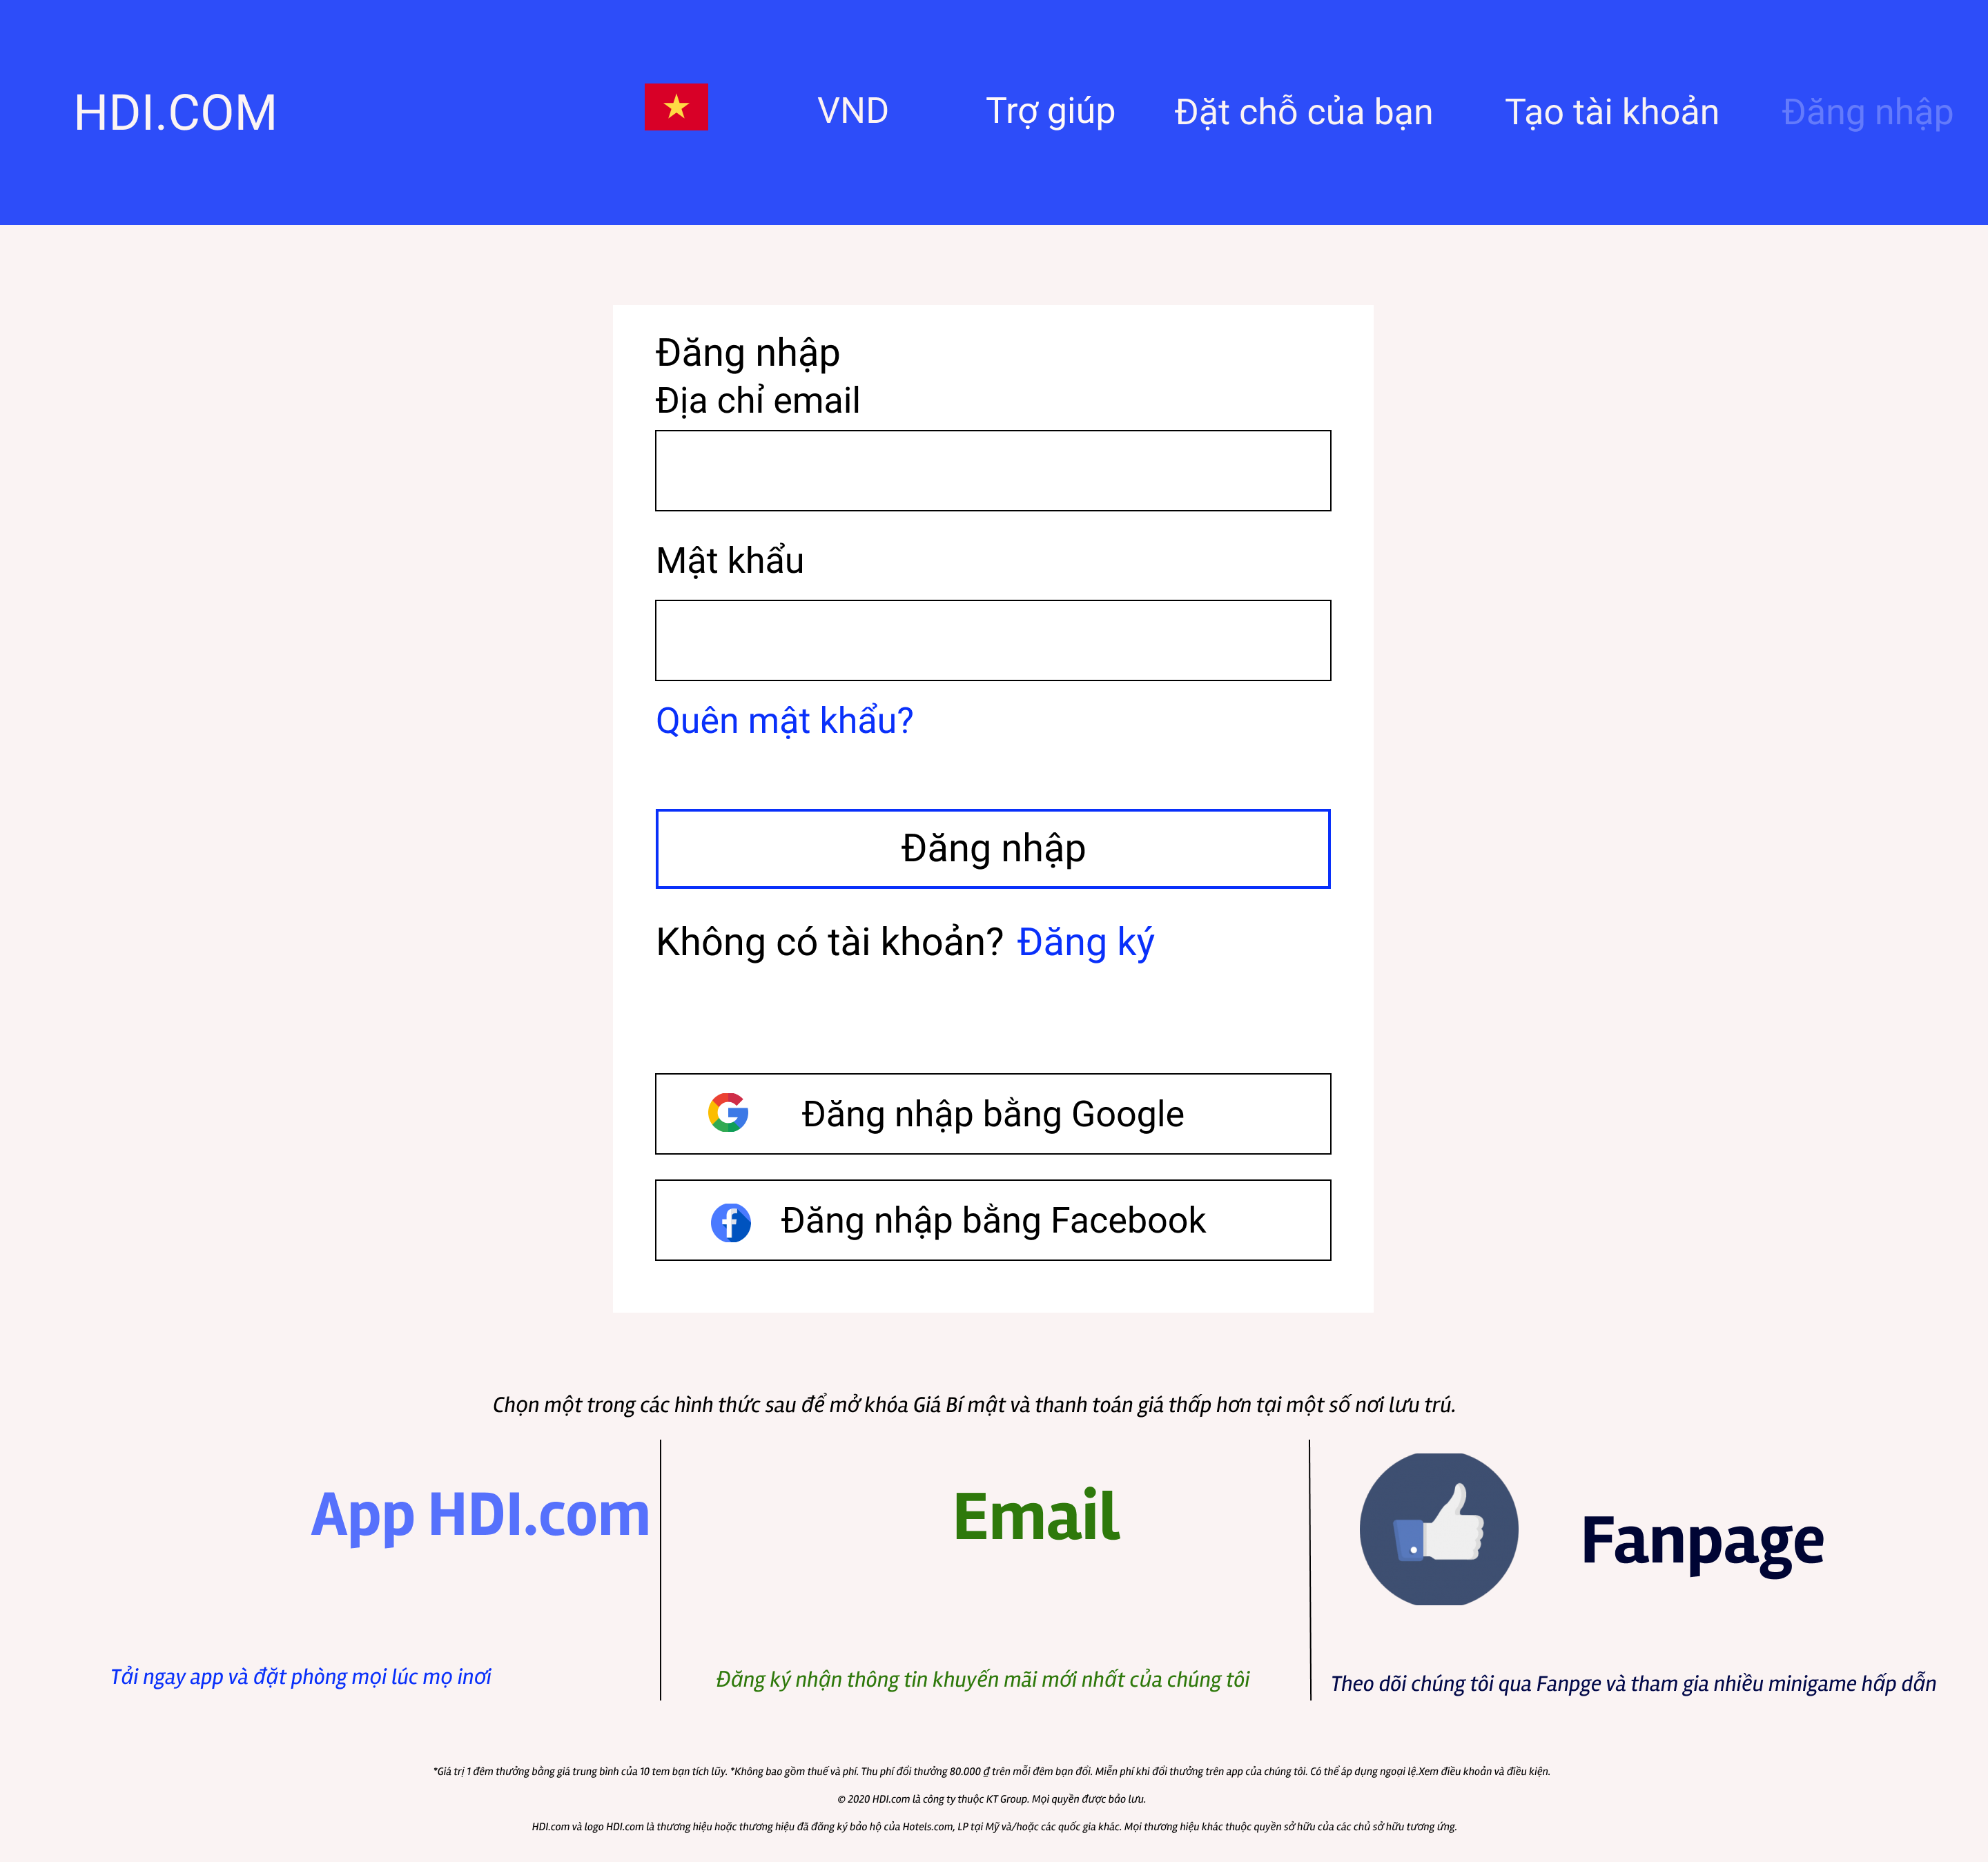 HDI.COM
VND
Trợ giúp
Đặt chỗ của bạn
Tạo tài khoản
Đăng nhập
Đăng nhập
Địa chỉ email
Mật khẩu
Quên mật khẩu?
Đăng nhập
Không có tài khoản? Đăng ký
Đăng nhập bằng Google
Đăng nhập bằng Facebook
Chọn một trong các hình thức sau để mở khóa Giá Bí mật và thanh toán giá thấp hơn tại một số nơi lưu trú.
App HDI.com
Email
Fanpage
Tải ngay app và đặt phòng mọi lúc mọ inơi
Đăng ký nhận thông tin khuyến mãi mới nhất của chúng tôi
Theo dõi chúng tôi qua Fanpge và tham gia nhiều minigame hấp dẫn
*Giá trị 1 đêm thưởng bằng giá trung bình của 10 tem bạn tích lũy. *Không bao gồm thuế và phí. Thu phí đổi thưởng 80.000 ₫ trên mỗi đêm bạn đổi. Miễn phí khi đổi thưởng trên app của chúng tôi. Có thể áp dụng ngoại lệ.Xem điều khoản và điều kiện.
© 2020 HDI.com là công ty thuộc KT Group. Mọi quyền được bảo lưu.
HDI.com và logo HDI.com là thương hiệu hoặc thương hiệu đã đăng ký bảo hộ của Hotels.com, LP tại Mỹ và/hoặc các quốc gia khác. Mọi thương hiệu khác thuộc quyền sở hữu của các chủ sở hữu tương ứng.